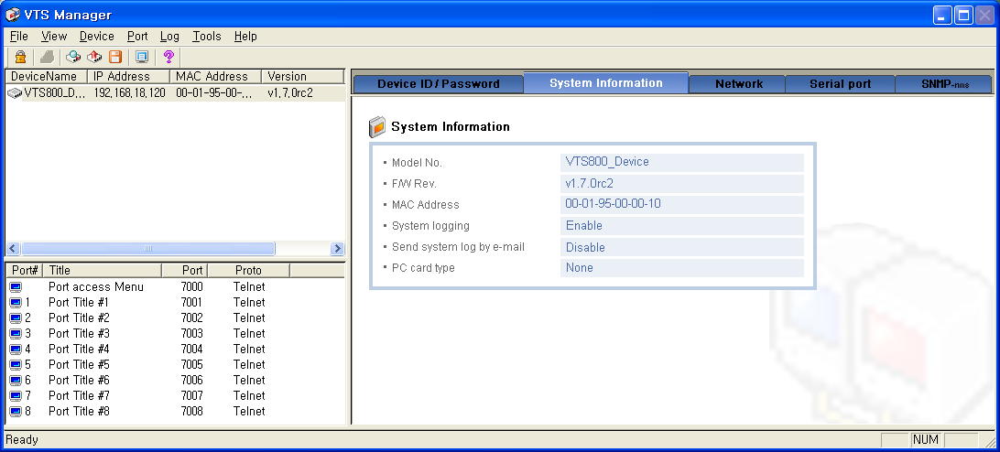 VTS Manager
File View Device Port Log Tools Help
DeviceName IP Address MAC Address Version
VTS800_D... 192,168,18,120 00-01-95-00-... v1,7,0rc2
Device ID / Password System Information Network Serial port SNMP-nms
System Information
• Model No. VTS800_Device
• F/W Rev. v1.7.0rc2
• MAC Address 00-01-95-00-00-10
• System logging Enable
• Send system log by e-mail Disable
• PC card type None
Port# Title Port Proto
Port access Menu 7000 Telnet
1 Port Title #1 7001 Telnet
2 Port Title #2 7002 Telnet
3 Port Title #3 7003 Telnet
4 Port Title #4 7004 Telnet
5 Port Title #5 7005 Telnet
6 Port Title #6 7006 Telnet
7 Port Title #7 7007 Telnet
8 Port Title #8 7008 Telnet
Ready NUM